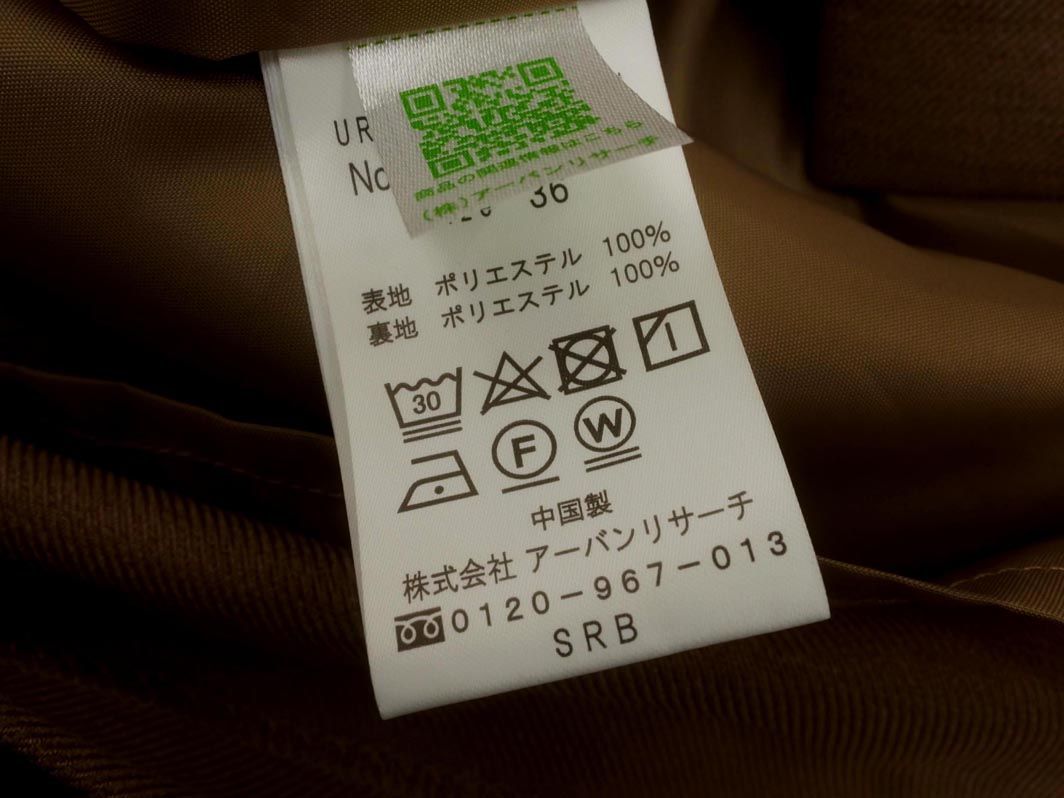 商品の関連情報はこちら
(株)アーバンリサーチ
UR
No
36
表地 ポリエステル 100%
裏地 ポリエステル 100%
30
F W
中国製
株式会社 アーバンリサーチ
0120-967-013
SRB